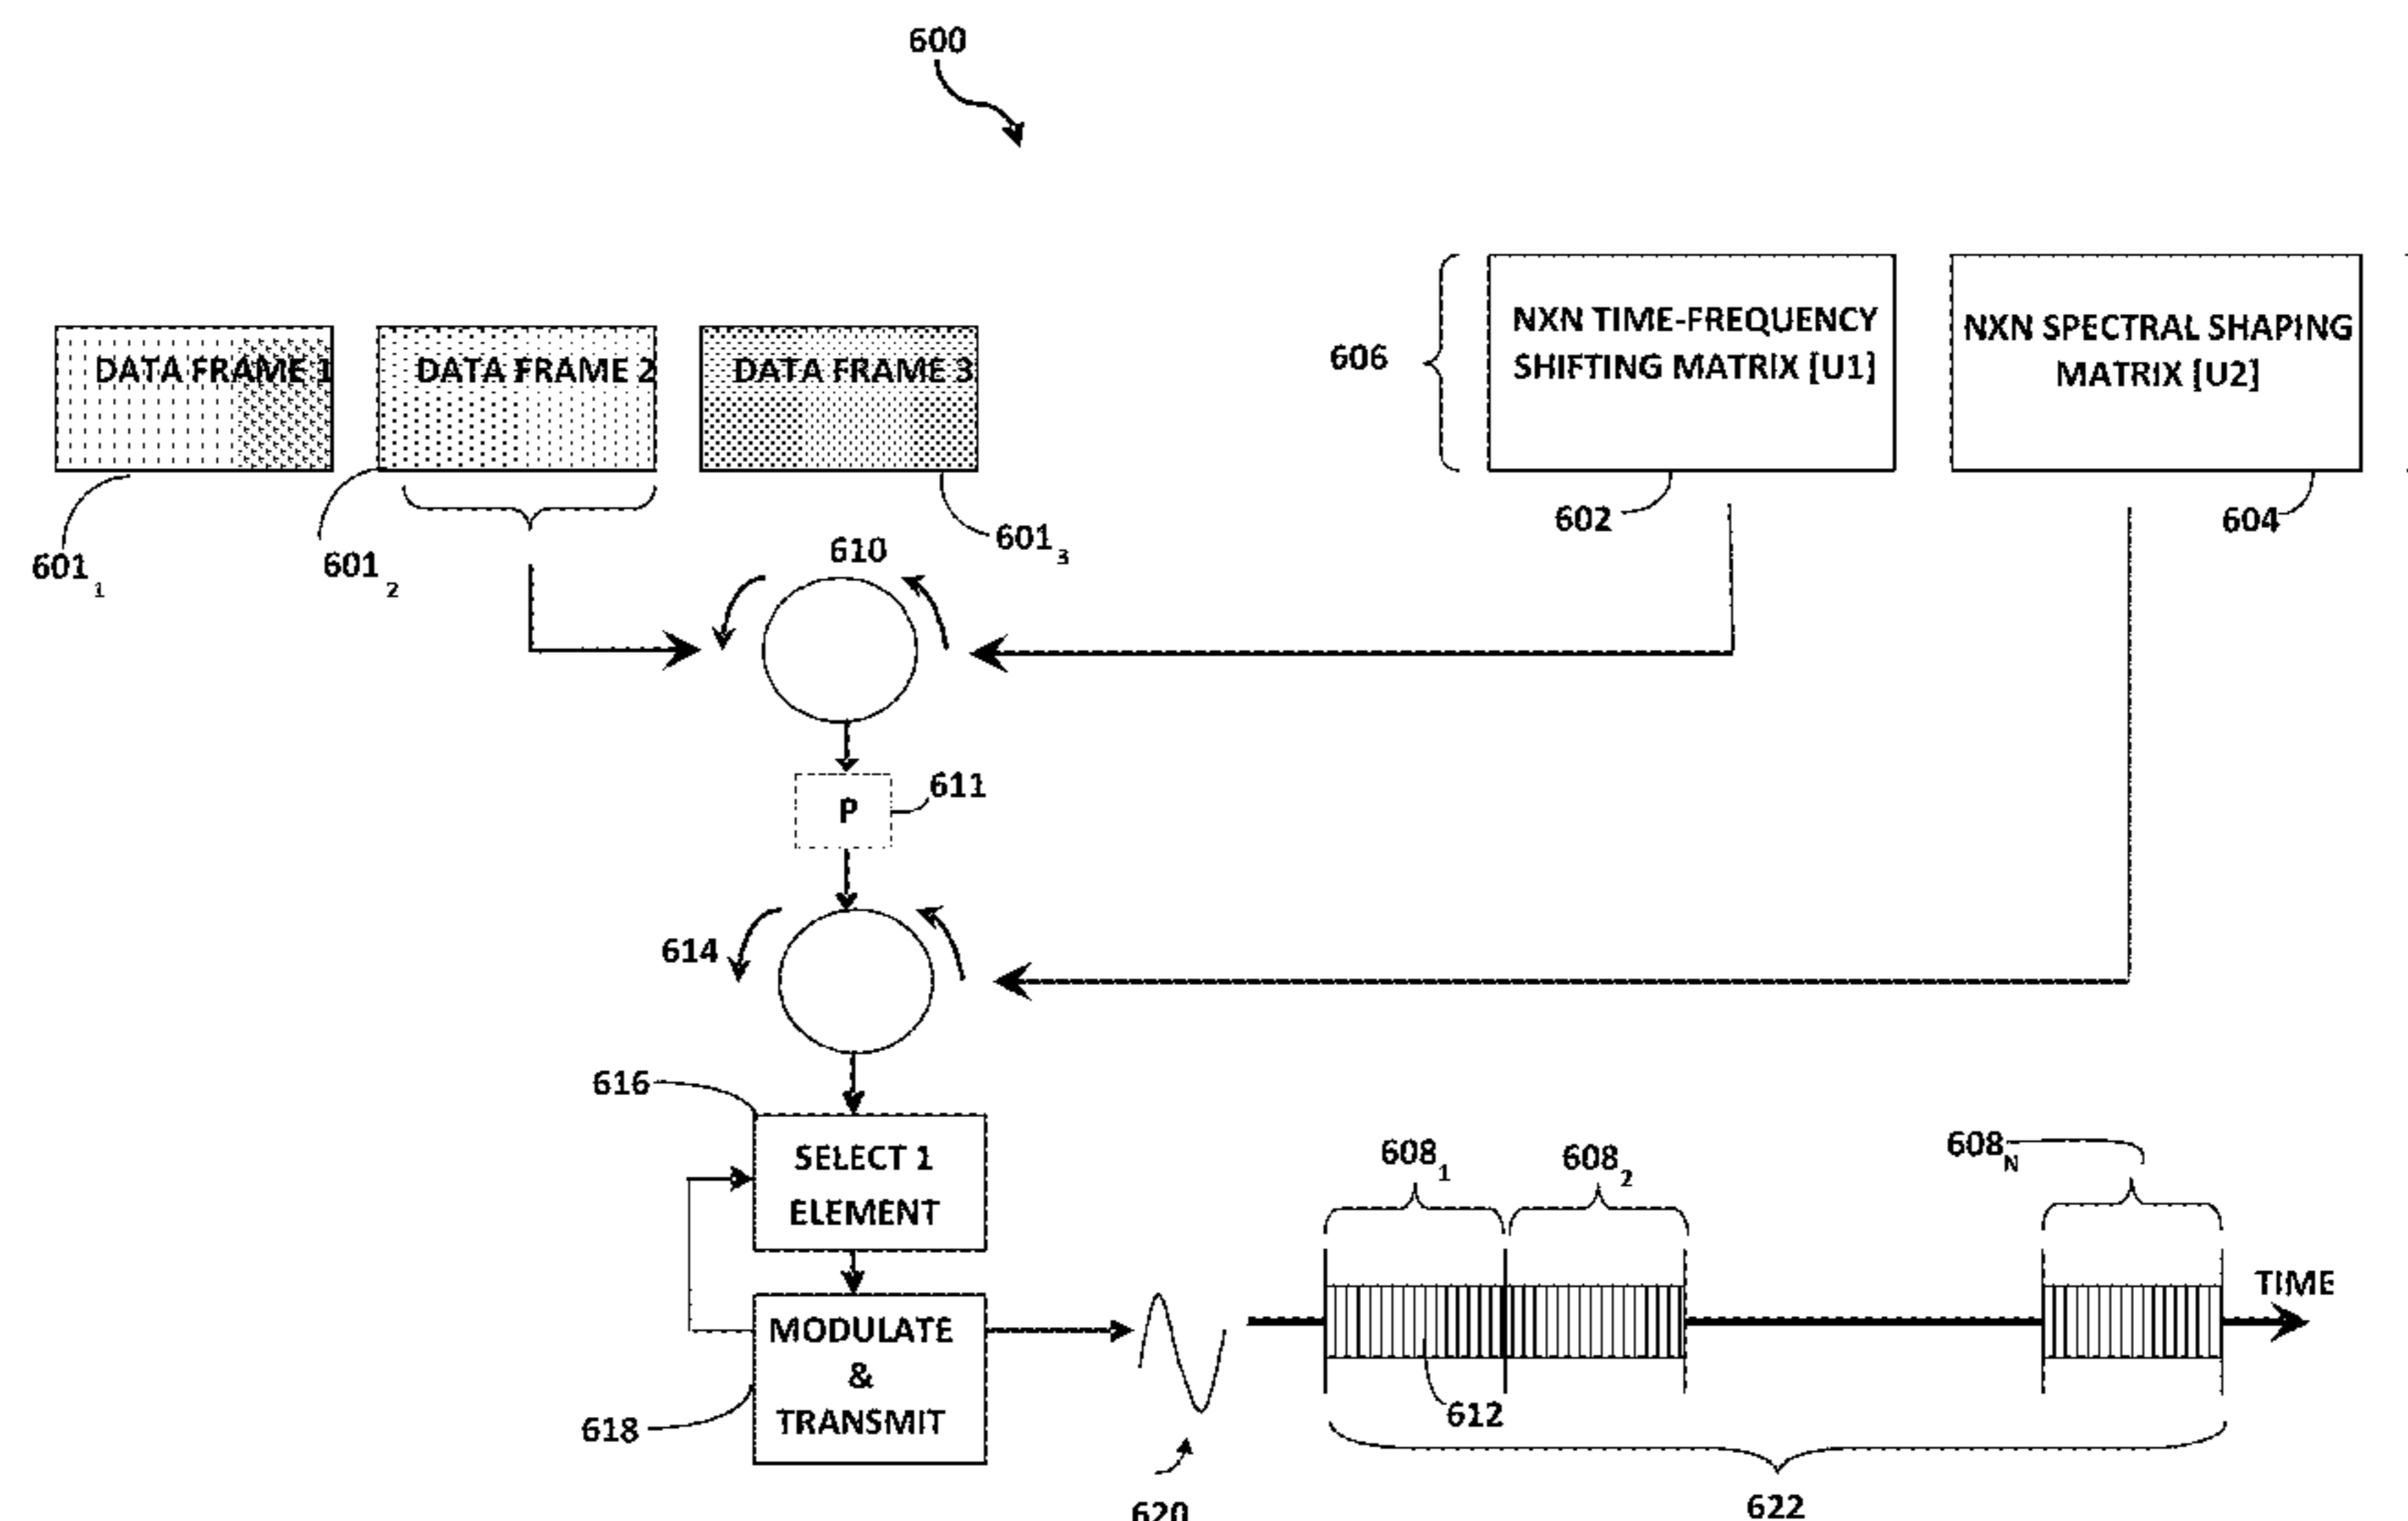 600
606
NXN TIME-FREQUENCY
SHIFTING MATRIX [U1]
NXN SPECTRAL SHAPING
MATRIX [U2]
DATA FRAME 1
DATA FRAME 2
DATA FRAME 3
602
604
601 1
601 2
601 3
610
P
611
614
616
SELECT 1
ELEMENT
608 1
608 2
608 N
TIME
MODULATE
&
TRANSMIT
618
612
620
622